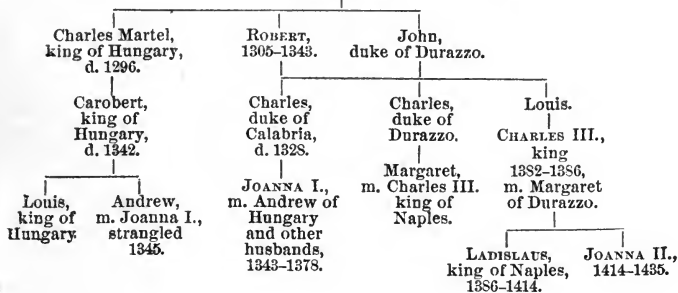 Charles Martel,
king of Hungary,
d. 1296.
ROBERT,
1305-1343.
John,
duke of Durazzo.
Carobert,
king of
Hungary,
d. 1342.
Charles,
duke of
Calabria,
d. 1328.
Charles,
duke of
Durazzo.
Louis.
CHARLES III.,
king
1382-1386,
m. Margaret
of Durazzo.
Louis,
king of
Hungary.
Andrew,
m. Joanna I.,
strangled
1345.
JOANNA I.,
m. Andrew of
Hungary
and other
husbands,
1343-1378.
Margaret,
m. Charles III.
king of
Naples.
LADISLAUS,
king of Naples,
1386-1414.
JOANNA II.,
1414-1435.